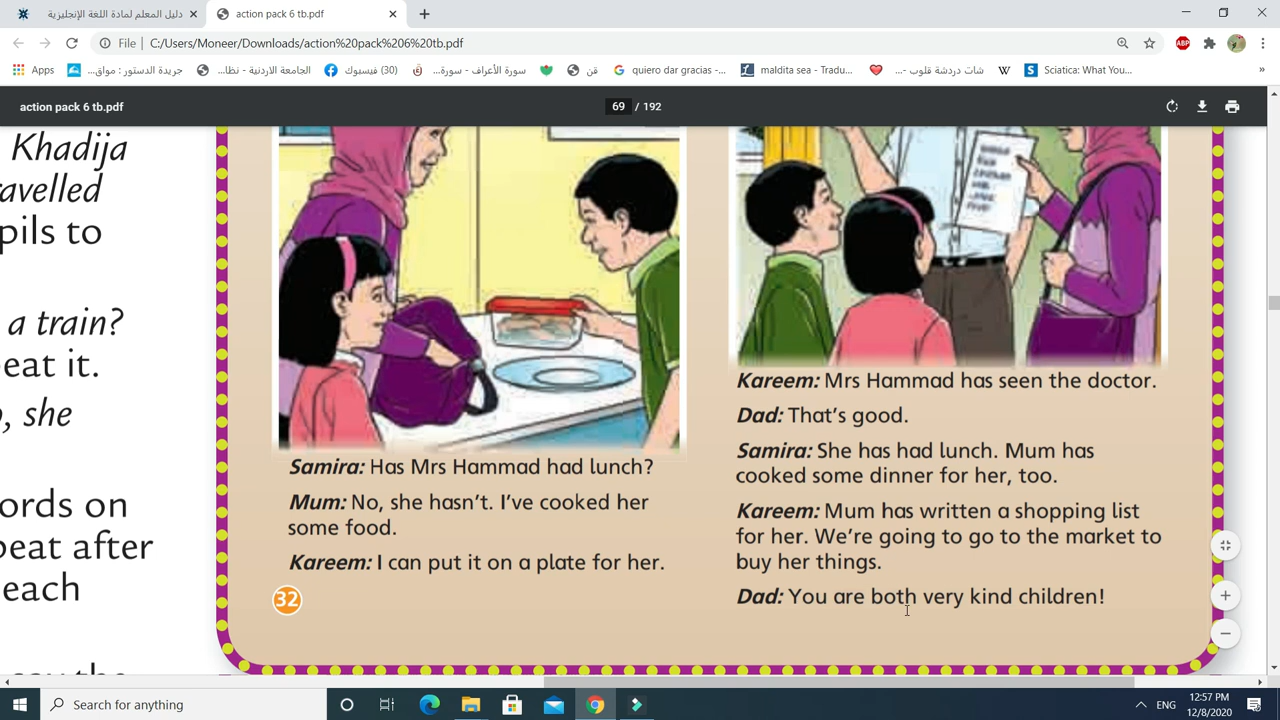 دليل المعلم لمادة اللغة الإنجليزية
action pack 6 tb.pdf
File
C:/Users/Moneer/Downloads/action%20pack%206%20tb.pdf
ABP
Apps
جريدة الدستور : مواق...
الجامعة الاردنية - نظا...
(30) فيسبوك
سورة الأعراف - سورة...
قن
quiero dar gracias -...
maldita sea - Tradu...
شات دردشة قلوب -...
W
Sciatica: What You...
action pack 6 tb.pdf
69 / 192
Khadija
ravelled
pils to
a train?
eat it.
, she
ords on
peat after
each
Samira: Has Mrs Hammad had lunch?
Mum: No, she hasn't. I've cooked her
some food.
Kareem: I can put it on a plate for her.
32
Kareem: Mrs Hammad has seen the doctor.
Dad: That's good.
Samira: She has had lunch. Mum has
cooked some dinner for her, too.
Kareem: Mum has written a shopping list
for her. We're going to go to the market to
buy her things.
Dad: You are both very kind children!
Search for anything
ENG
12:57 PM
12/8/2020